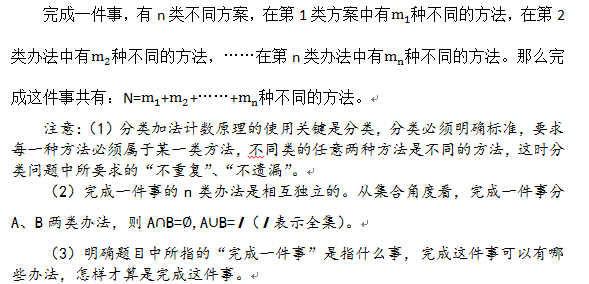 完成一件事，有 n 类不同方案，在第 1 类方案中有m₁种不同的方法，在第 2
类办法中有m₂种不同的方法，……在第 n 类办法中有mₙ种不同的方法。那么完
成这件事共有：N=m₁+m₂+……+mₙ种不同的方法。
注意：（1）分类加法计数原理的使用关键是分类，分类必须明确标准，要求
每一种方法必须属于某一类方法，不同类的任意两种方法是不同的方法，这时分
类问题中所要求的“不重复”、“不遗漏”。
（2）完成一件事的 n 类办法是相互独立的。从集合角度看，完成一件事分
A、B 两类办法，则 A∩B=∅, A∪B=I（I 表示全集）。
（3）明确题目中所指的“完成一件事”是指什么事，完成这件事可以有哪
些办法，怎样才算是完成这件事。